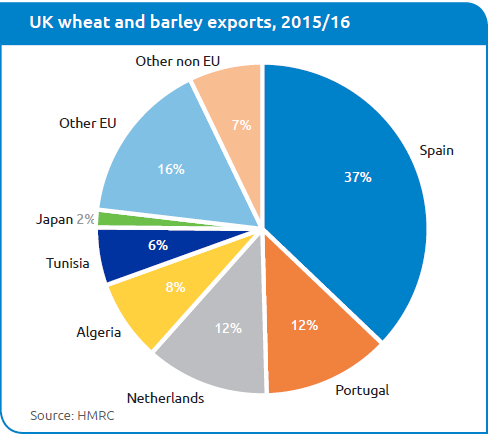 UK wheat and barley exports, 2015/16
Other non EU
7%
Other EU
16%
Spain
37%
Japan 2%
6%
Tunisia
8%
12%
12%
Algeria
Portugal
Netherlands
Source: HMRC